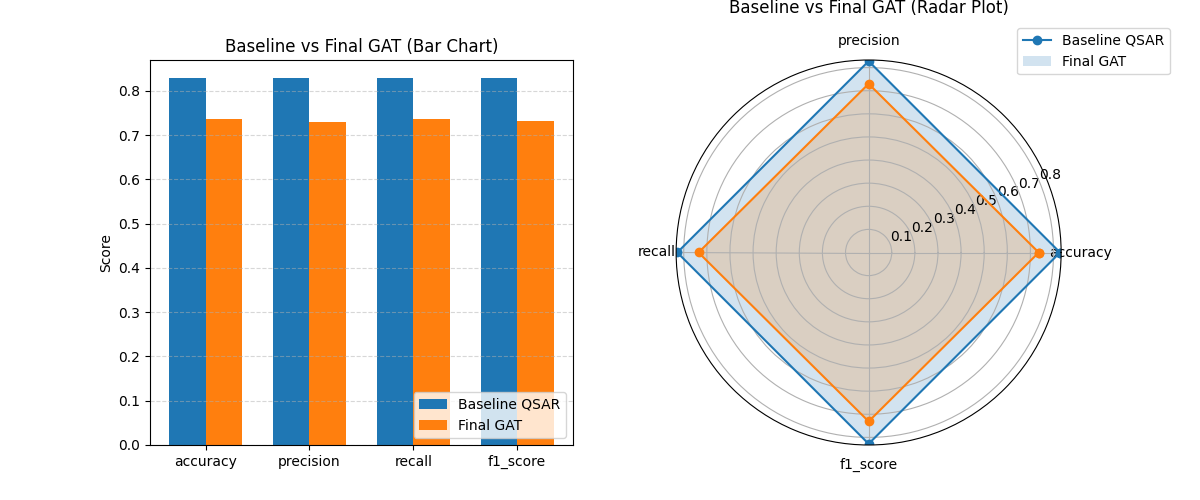 Baseline vs Final GAT (Bar Chart)
Score
0.8
0.7
0.6
0.5
0.4
0.3
0.2
0.1
0.0
accuracy precision recall f1_score
Baseline QSAR
Final GAT
Baseline vs Final GAT (Radar Plot)
Baseline QSAR
Final GAT
precision
recall
accuracy
f1_score
0.1
0.2
0.3
0.4
0.5
0.6
0.7
0.8